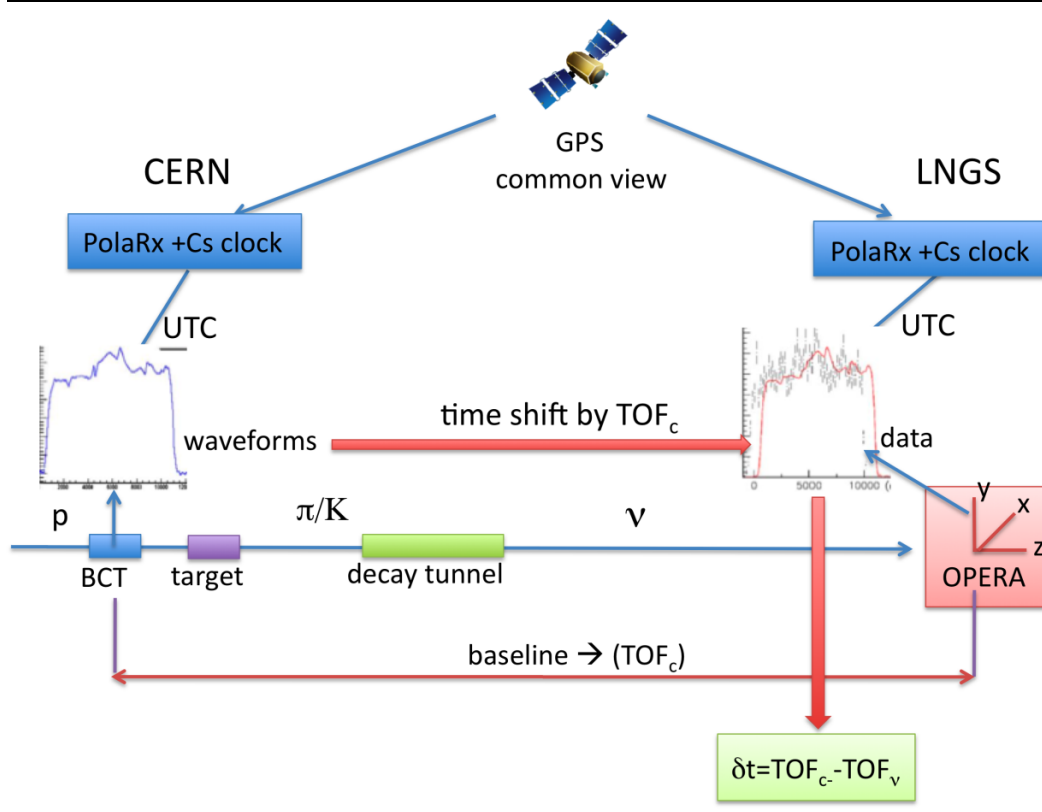 GPS
common view
CERN
LNGS
PolaRx +Cs clock
PolaRx +Cs clock
UTC
UTC
waveforms
time shift by TOFc
data
0 5000 10000
p
π/K
ν
y
x
z
BCT
target
decay tunnel
OPERA
baseline → (TOFc)
δt=TOFc--TOFν